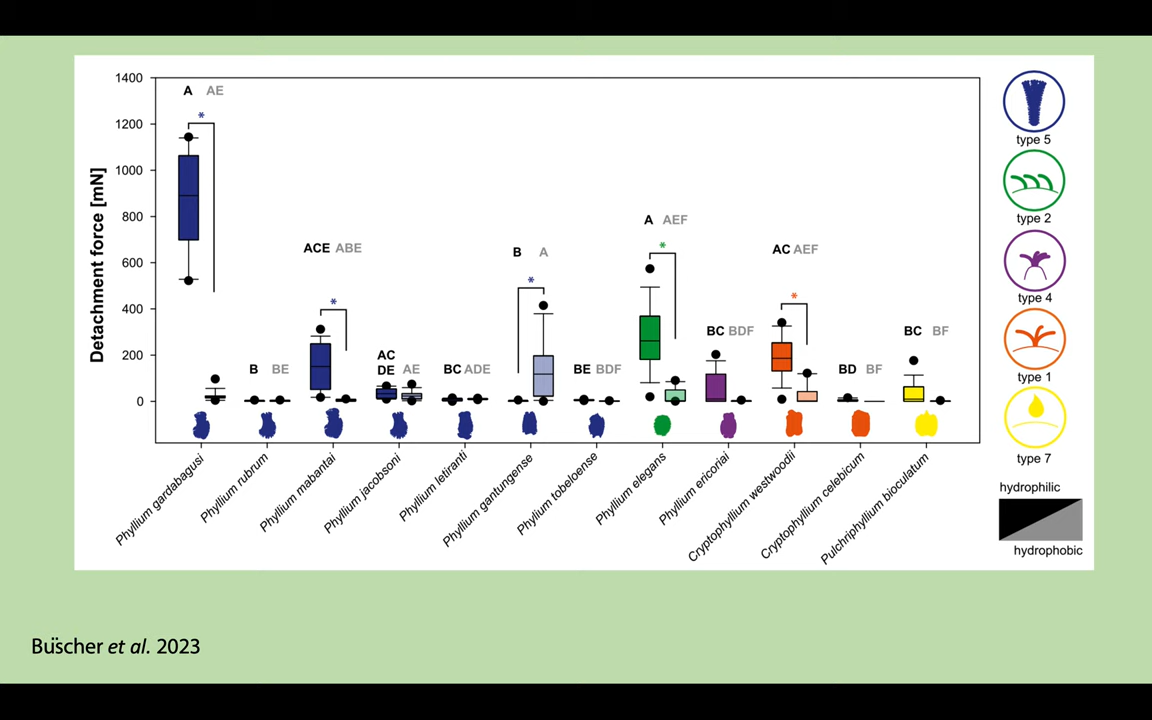 1400
1200
1000
800
600
400
200
0
Detachment force [mN]
A AE
*
B BE
ACE ABE
*
AC
DE AE
BC ADE
B A
*
BE BDF
A AEF
*
BC BDF
AC AEF
*
BD BF
BC BF
Phyllium gardabagusi
Phyllium rubrum
Phyllium mabantai
Phyllium jacobsoni
Phyllium letiranti
Phyllium gantungense
Phyllium tobeloense
Phyllium elegans
Phyllium ericoriai
Cryptophyllium westwoodii
Cryptophyllium celebicum
Pulchriphyllium bioculatum
type 5
type 2
type 4
type 1
type 7
hydrophilic
hydrophobic
Büscher et al. 2023